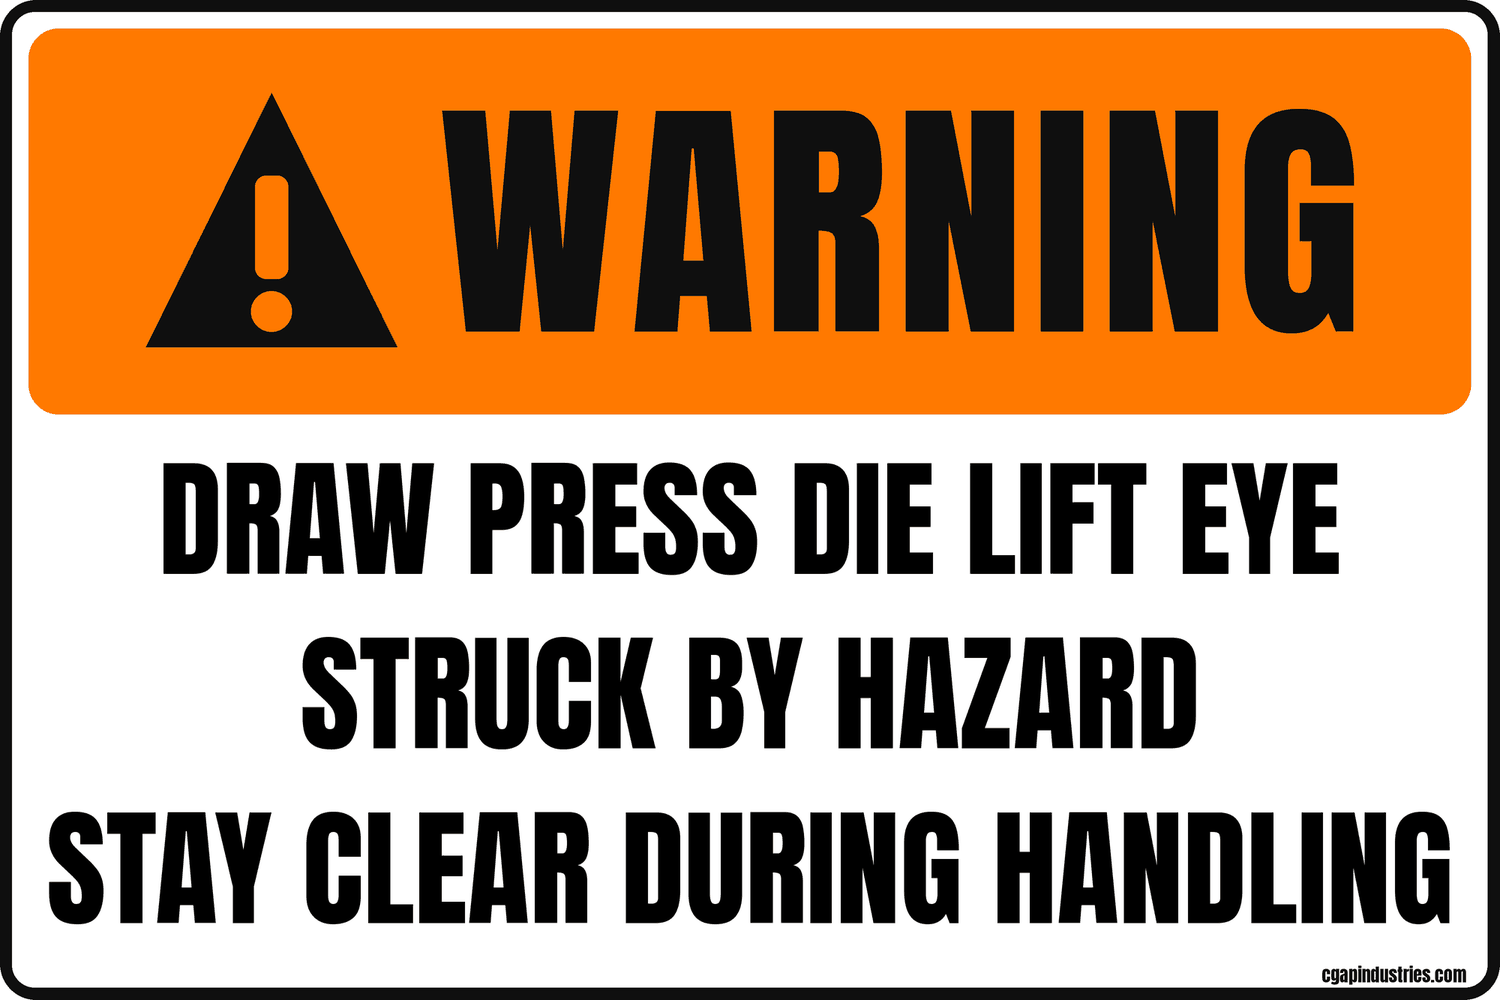 WARNING
DRAW PRESS DIE LIFT EYE
STRUCK BY HAZARD
STAY CLEAR DURING HANDLING
cgapindustries.com